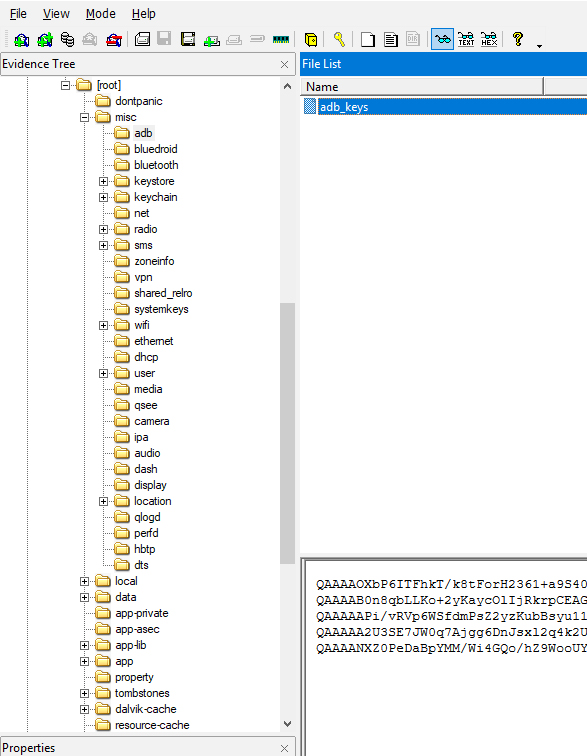 File View Mode Help
TEXT HEX
Evidence Tree
File List
[root]
Name
dontpanic
adb_keys
misc
adb
bluedroid
bluetooth
keystore
keychain
net
radio
sms
zoneinfo
vpn
shared_relro
systemkeys
wifi
ethernet
dhcp
user
media
qsee
camera
ipa
audio
dash
display
location
qlogd
perfd
hbtp
dts
local
data
app-private
app-asec
app-lib
app
property
tombstones
dalvik-cache
resource-cache
QAAAAOXbP6ITFhkT/k8tForH2361+a9S40
QAAAAB0n8qbLLKo+2yKaycOlIjRkrpCEAG
QAAAAPi/vRVp6WSfdmPsZ2yzKubBsyu11
QAAAA2U3SE7JW0q7Ajgg6DnJsxl2q4k2U
QAAAANXZ0PeDaBpYMM/Wi4GQo/hZ9WooUY
Properties